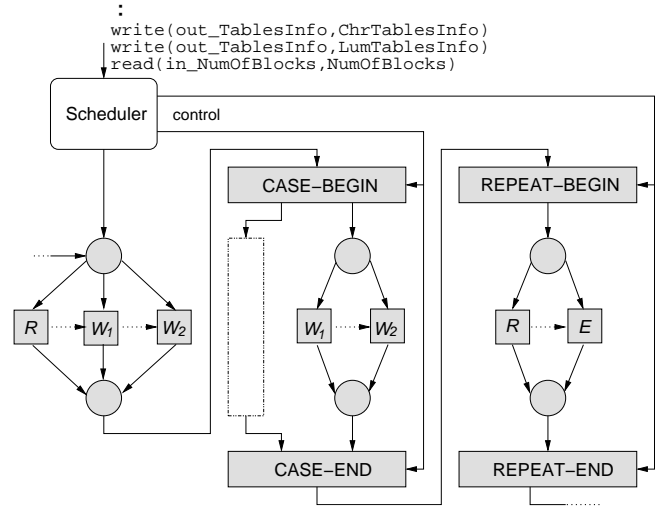 :
write(out_TablesInfo,ChrTablesInfo)
write(out_TablesInfo,LumTablesInfo)
read(in_NumOfBlocks,NumOfBlocks)
Scheduler
control
CASE−BEGIN
REPEAT−BEGIN
R
W1
W2
W1
W2
R
E
CASE−END
REPEAT−END